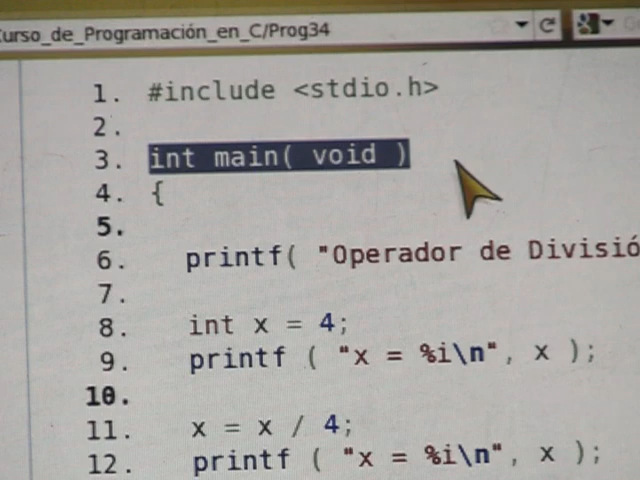 urso_de_Programación_en_C/Prog34
1. #include <stdio.h>
2.
3. int main( void )
4. {
5.
6. printf( "Operador de Divisió
7.
8. int x = 4;
9. printf ( "x = %i\n", x );
10.
11. x = x / 4;
12. printf ( "x = %i\n", x );